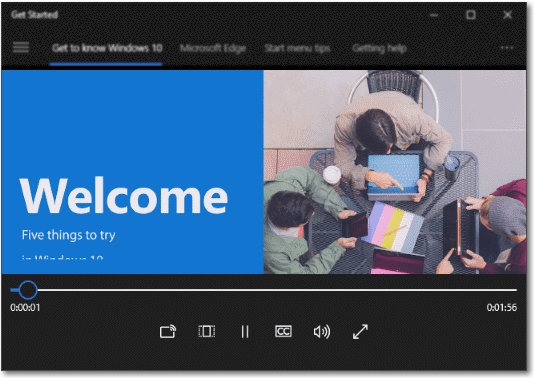 Get Started
Get to know Windows 10 Microsoft Edge Start menu tips Getting help
Welcome
Five things to try
in Windows 10
0:00:01 0:01:56
CC